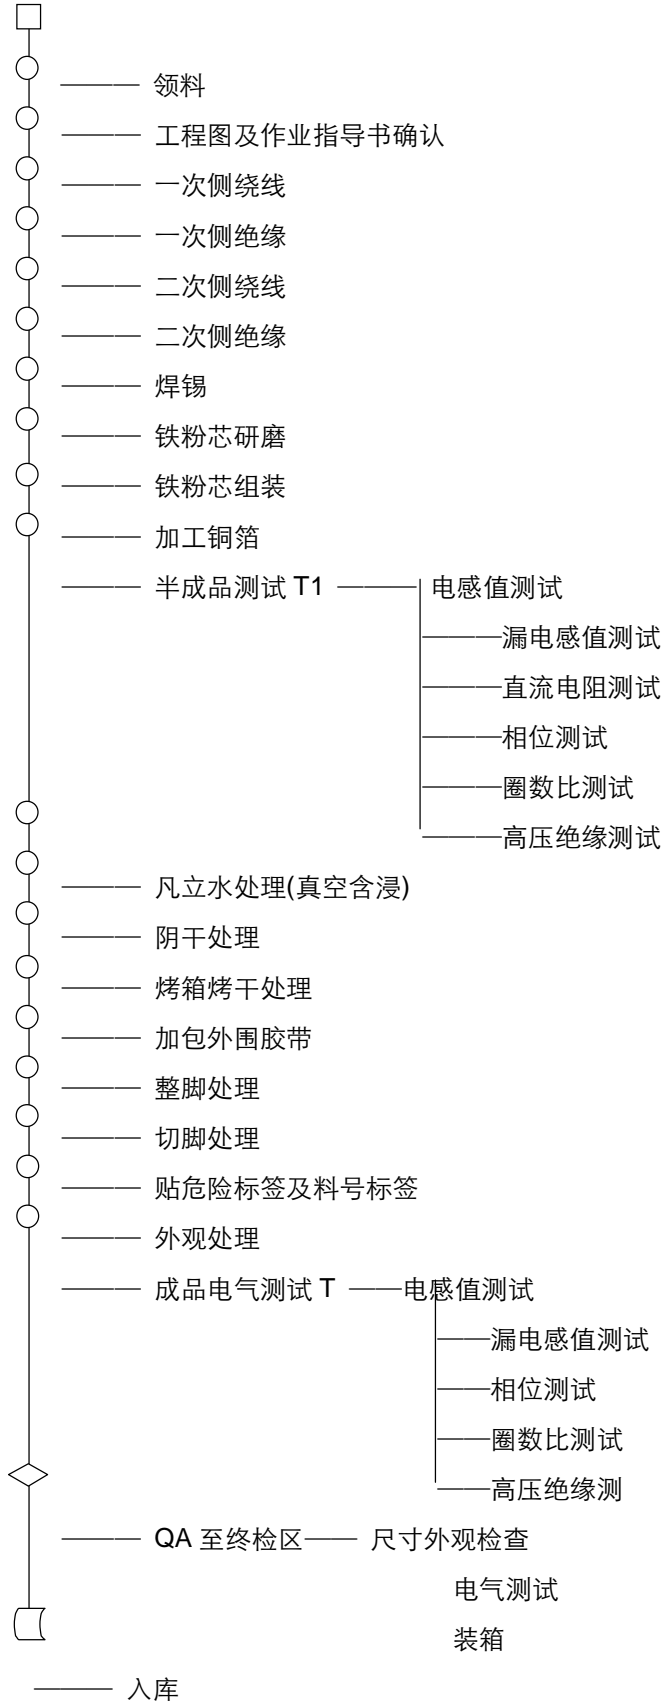 领料
工程图及作业指导书确认
一次侧绕线
一次侧绝缘
二次侧绕线
二次侧绝缘
焊锡
铁粉芯研磨
铁粉芯组装
加工铜箔
半成品测试 T1 电感值测试
漏电感值测试
直流电阻测试
相位测试
圈数比测试
高压绝缘测试
凡立水处理(真空含浸)
阴干处理
烤箱烤干处理
加包外围胶带
整脚处理
切脚处理
贴危险标签及料号标签
外观处理
成品电气测试 T 电感值测试
漏电感值测试
相位测试
圈数比测试
高压绝缘测
QA 至终检区 尺寸外观检查
电气测试
装箱
入库